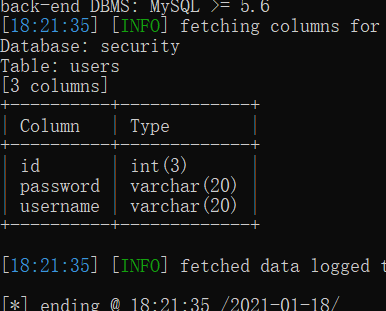 back-end DBMS: MySQL >= 5.6
[18:21:35] [INFO] fetching columns for
Database: security
Table: users
[3 columns]
+----------+-------------+
| Column | Type |
+----------+-------------+
| id | int(3) |
| password | varchar(20) |
| username | varchar(20) |
+----------+-------------+
[18:21:35] [INFO] fetched data logged t
[*] ending @ 18:21:35 /2021-01-18/